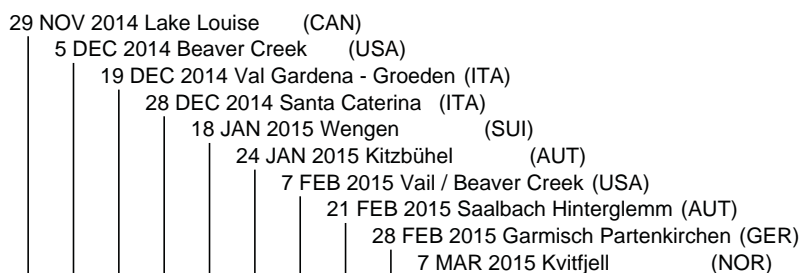 29 NOV 2014 Lake Louise (CAN)
5 DEC 2014 Beaver Creek (USA)
19 DEC 2014 Val Gardena - Groeden (ITA)
28 DEC 2014 Santa Caterina (ITA)
18 JAN 2015 Wengen (SUI)
24 JAN 2015 Kitzbühel (AUT)
7 FEB 2015 Vail / Beaver Creek (USA)
21 FEB 2015 Saalbach Hinterglemm (AUT)
28 FEB 2015 Garmisch Partenkirchen (GER)
7 MAR 2015 Kvitfjell (NOR)